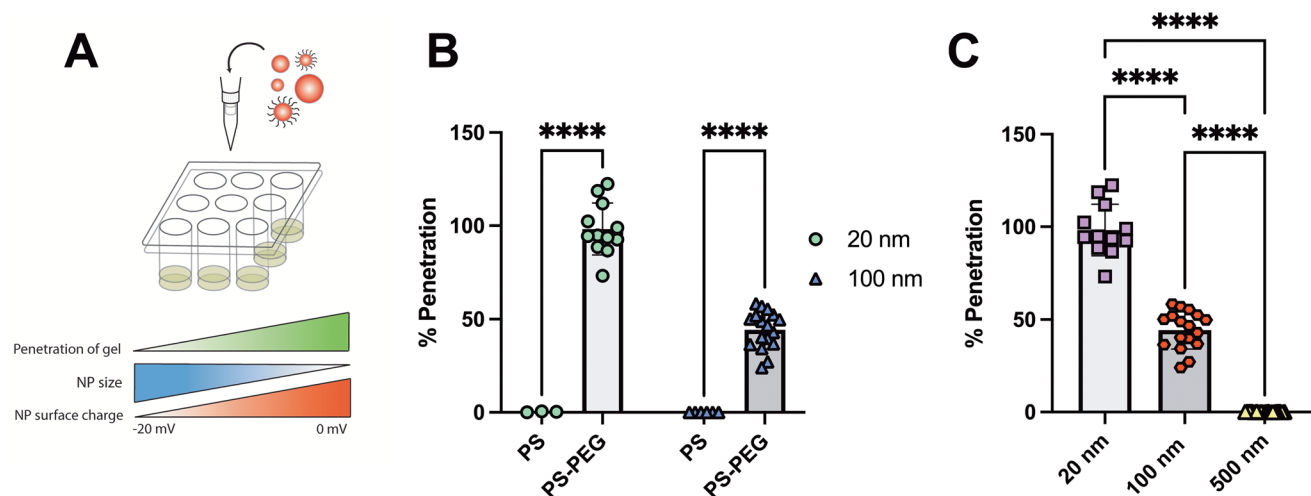 A
Penetration of gel
NP size
NP surface charge
-20 mV
0 mV
B
% Penetration
150
100
50
0
****
****
PS
PS-PEG
PS
PS-PEG
20 nm
100 nm
C
% Penetration
150
100
50
0
****
****
****
20 nm
100 nm
500 nm